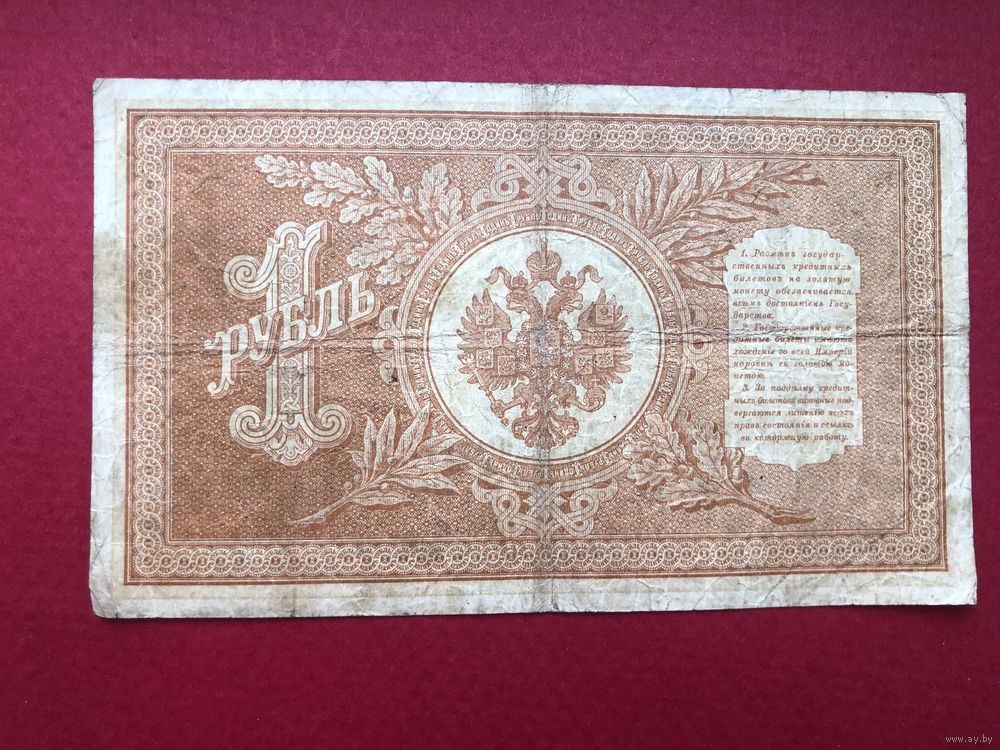 1
РУБЛЬ
1. Размѣнъ государ-
ственныхъ кредитныхъ
билетовъ на золотую
монету обезпечивается
всѣмъ достояніемъ Госу-
дарства.
2. Государственные кре-
дитные билеты имѣютъ
хожденіе во всей Имперіи
наравнѣ съ золотою мо-
нетою.
3. За поддѣлку кредит-
ныхъ билетовъ виновные под-
вергаются лишенію всѣхъ
правъ состоянія и ссылкѣ
въ каторжную работу.
www.ay.by